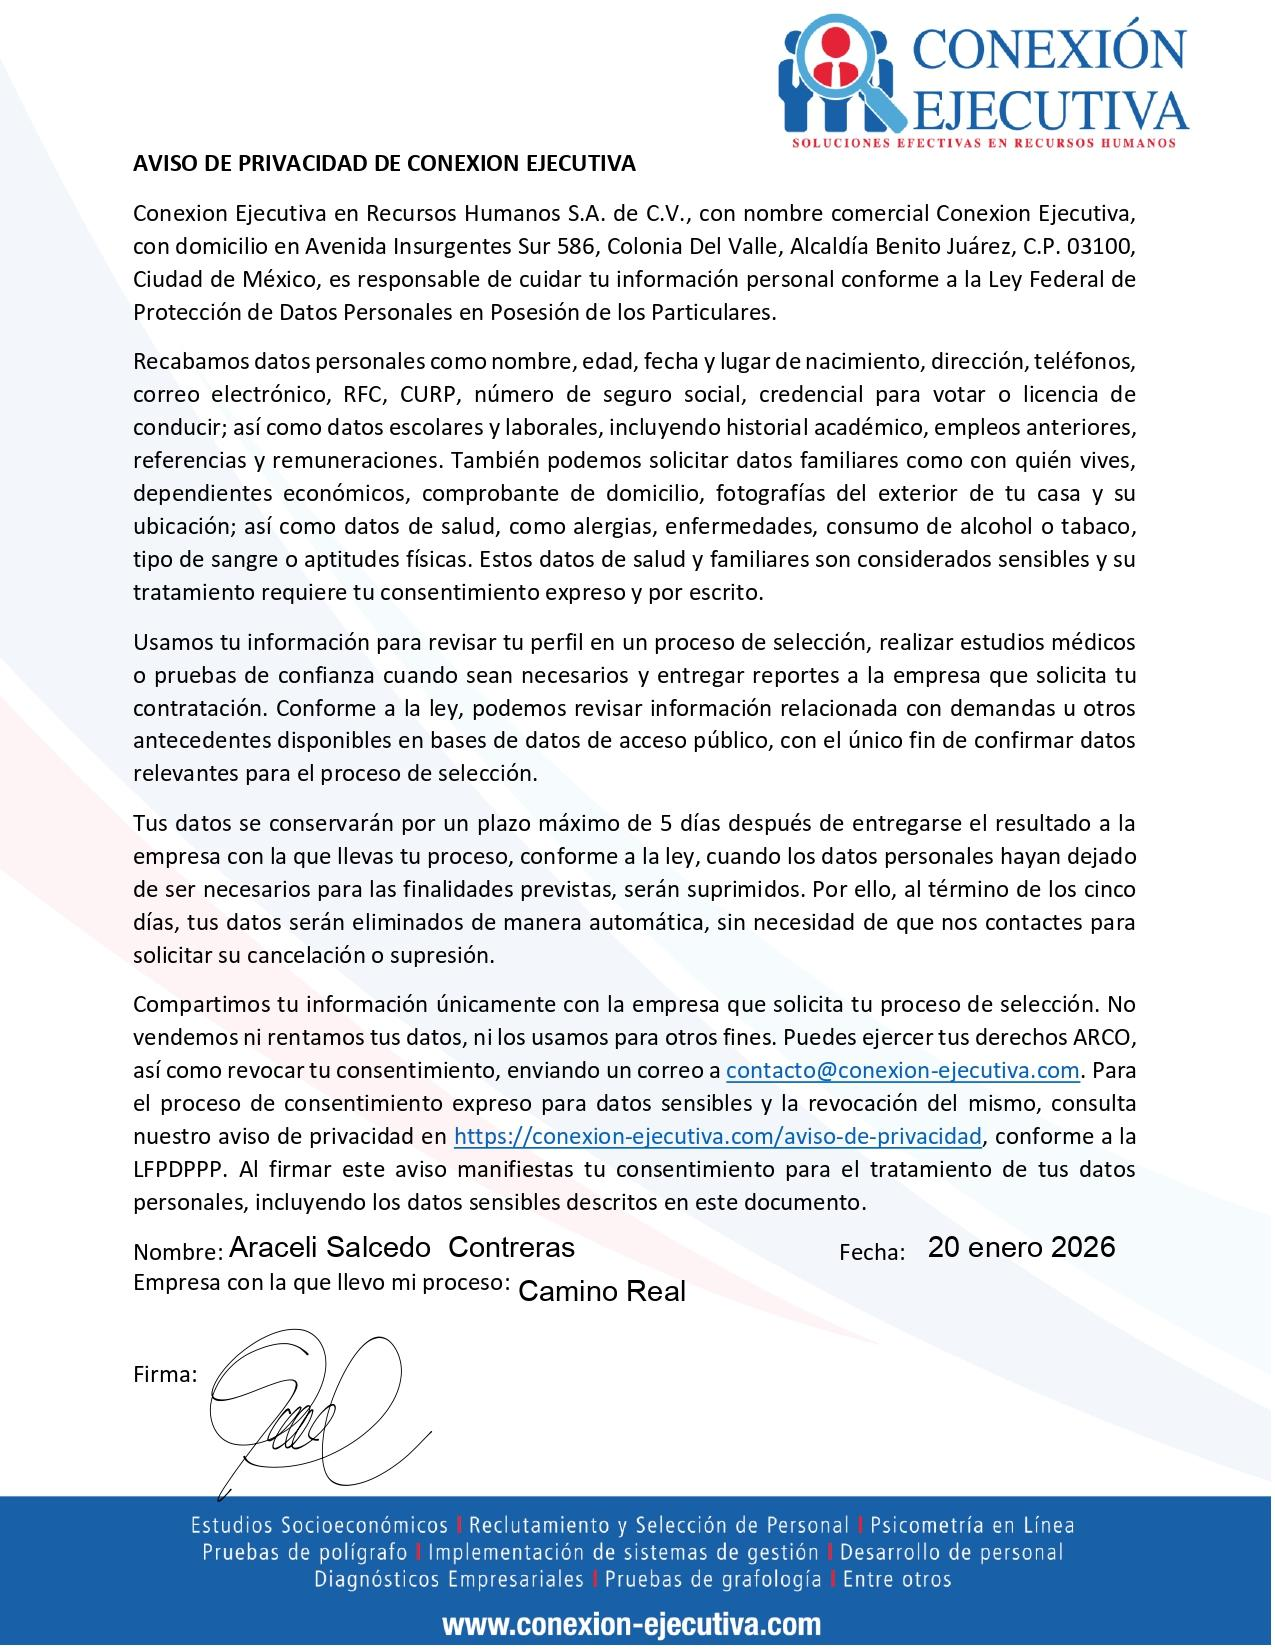 CONEXIÓN
EJECUTIVA
SOLUCIONES EFECTIVAS EN RECURSOS HUMANOS
AVISO DE PRIVACIDAD DE CONEXION EJECUTIVA
Conexion Ejecutiva en Recursos Humanos S.A. de C.V., con nombre comercial Conexion Ejecutiva,
con domicilio en Avenida Insurgentes Sur 586, Colonia Del Valle, Alcaldía Benito Juárez, C.P. 03100,
Ciudad de México, es responsable de cuidar tu información personal conforme a la Ley Federal de
Protección de Datos Personales en Posesión de los Particulares.
Recabamos datos personales como nombre, edad, fecha y lugar de nacimiento, dirección, teléfonos,
correo electrónico, RFC, CURP, número de seguro social, credencial para votar o licencia de
conducir; así como datos escolares y laborales, incluyendo historial académico, empleos anteriores,
referencias y remuneraciones. También podemos solicitar datos familiares como con quién vives,
dependientes económicos, comprobante de domicilio, fotografías del exterior de tu casa y su
ubicación; así como datos de salud, como alergias, enfermedades, consumo de alcohol o tabaco,
tipo de sangre o aptitudes físicas. Estos datos de salud y familiares son considerados sensibles y su
tratamiento requiere tu consentimiento expreso y por escrito.
Usamos tu información para revisar tu perfil en un proceso de selección, realizar estudios médicos
o pruebas de confianza cuando sean necesarios y entregar reportes a la empresa que solicita tu
contratación. Conforme a la ley, podemos revisar información relacionada con demandas u otros
antecedentes disponibles en bases de datos de acceso público, con el único fin de confirmar datos
relevantes para el proceso de selección.
Tus datos se conservarán por un plazo máximo de 5 días después de entregarse el resultado a la
empresa con la que llevas tu proceso, conforme a la ley, cuando los datos personales hayan dejado
de ser necesarios para las finalidades previstas, serán suprimidos. Por ello, al término de los cinco
días, tus datos serán eliminados de manera automática, sin necesidad de que nos contactes para
solicitar su cancelación o supresión.
Compartimos tu información únicamente con la empresa que solicita tu proceso de selección. No
vendemos ni rentamos tus datos, ni los usamos para otros fines. Puedes ejercer tus derechos ARCO,
así como revocar tu consentimiento, enviando un correo a contacto@conexion-ejecutiva.com. Para
el proceso de consentimiento expreso para datos sensibles y la revocación del mismo, consulta
nuestro aviso de privacidad en https://conexion-ejecutiva.com/aviso-de-privacidad, conforme a la
LFPDPPP. Al firmar este aviso manifiestas tu consentimiento para el tratamiento de tus datos
personales, incluyendo los datos sensibles descritos en este documento.
Nombre: Araceli Salcedo Contreras Fecha: 20 enero 2026
Empresa con la que llevo mi proceso: Camino Real
Firma:
Estudios Socioeconómicos | Reclutamiento y Selección de Personal | Psicometría en Línea
Pruebas de polígrafo | Implementación de sistemas de gestión | Desarrollo de personal
Diagnósticos Empresariales | Pruebas de grafología | Entre otros
www.conexion-ejecutiva.com